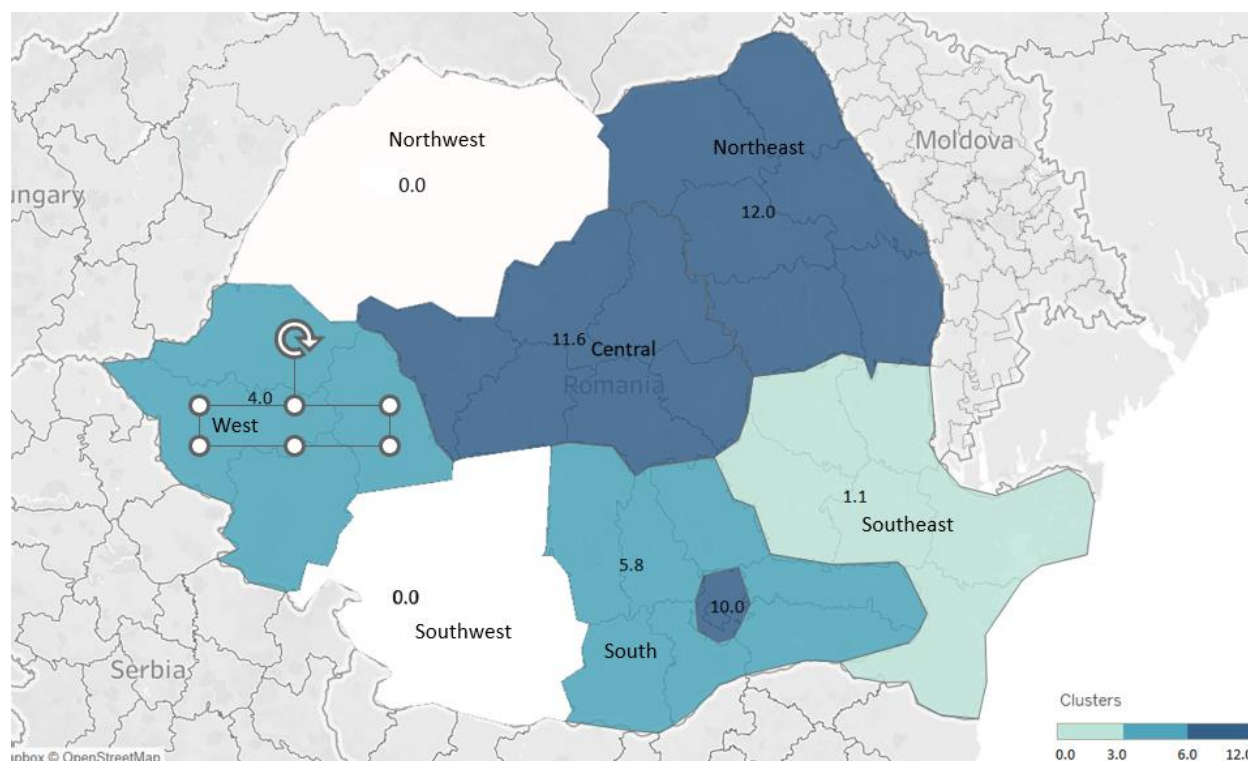 Northwest
0.0
Northeast
12.0
Moldova
ungary
11.6
Central
Romania
4.0
West
1.1
Southeast
5.8
0.0
Southwest
10.0
South
Serbia
Clusters
0.0 3.0 6.0 12.0
apbox © OpenStreetMap